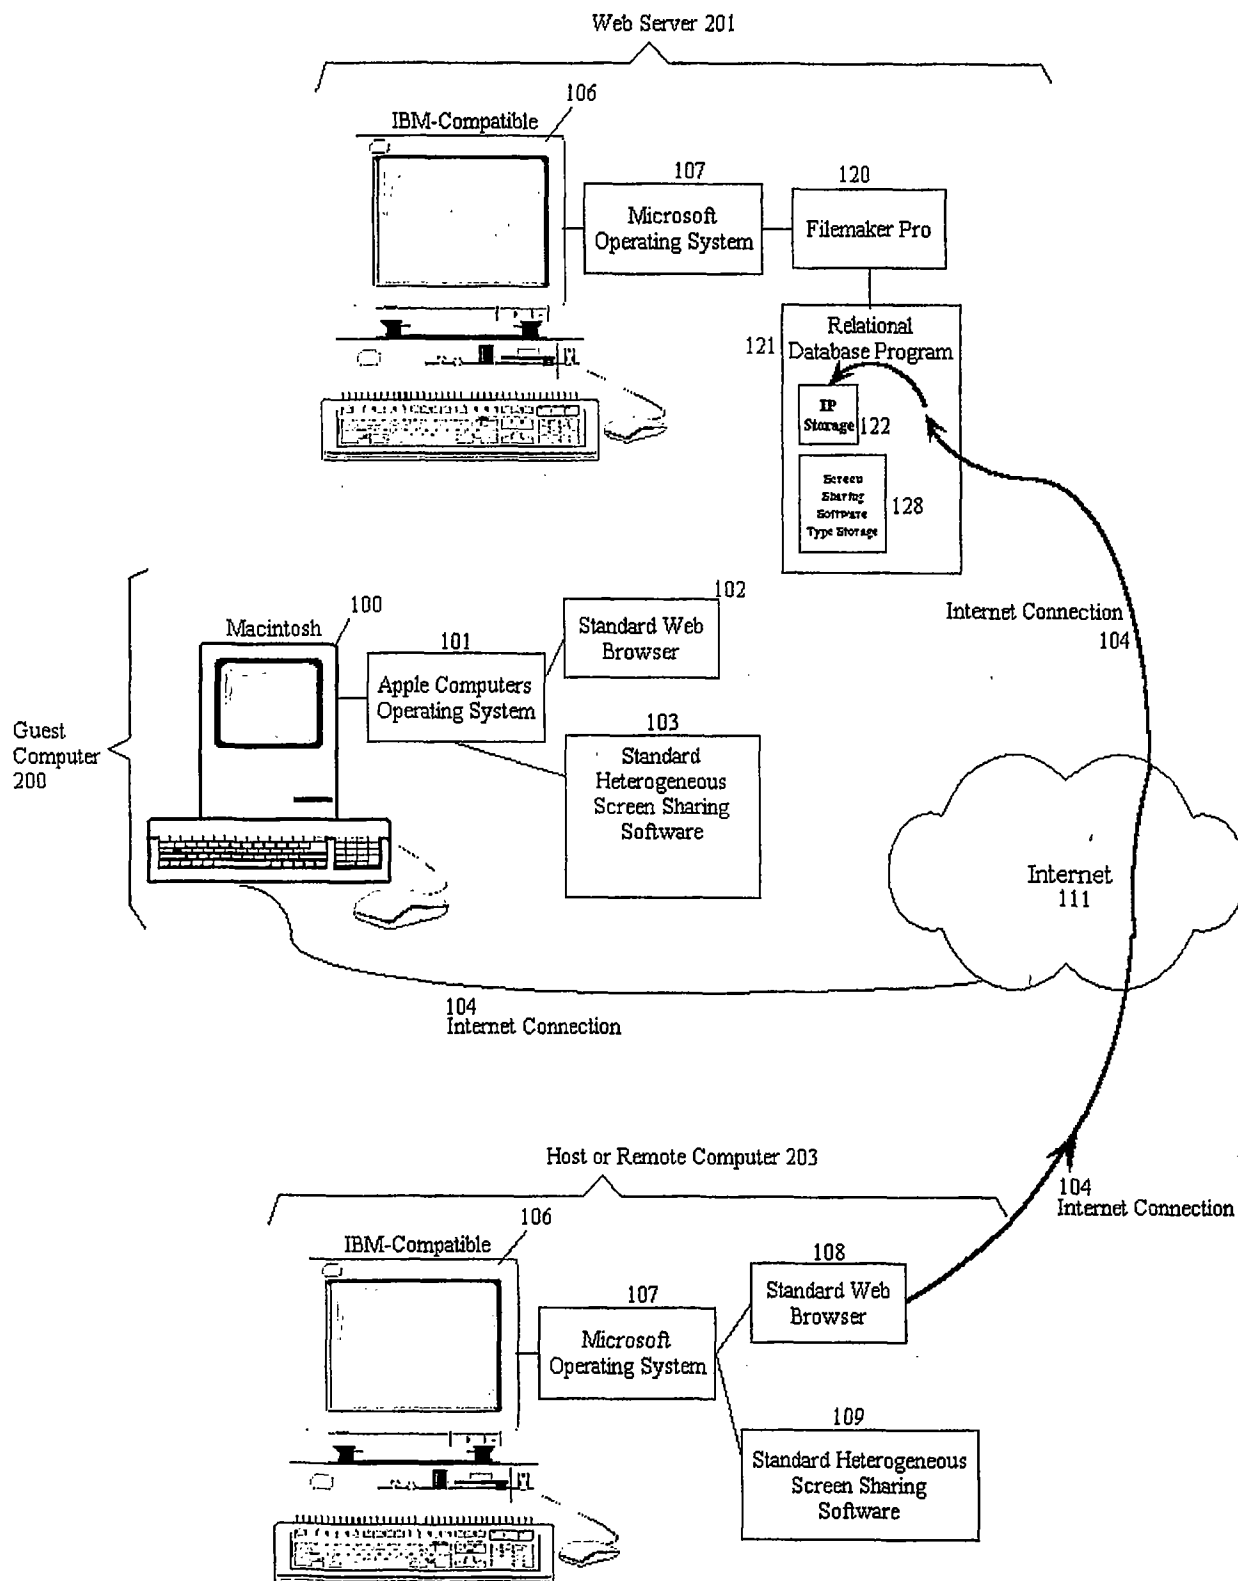 Web Server 201
106
IBM-Compatible
107
120
Microsoft
Operating System
Filemaker Pro
121
Relational
Database Program
IP
Storage
122
Screen
Sharing
Software
Type Storage
128
Internet Connection
104
100
Macintosh
101
102
Standard Web
Browser
Apple Computers
Operating System
103
Standard
Heterogeneous
Screen Sharing
Software
Guest
Computer
200
Internet
111
104
Internet Connection
Host or Remote Computer 203
104
Internet Connection
106
IBM-Compatible
107
108
Standard Web
Browser
Microsoft
Operating System
109
Standard Heterogeneous
Screen Sharing
Software